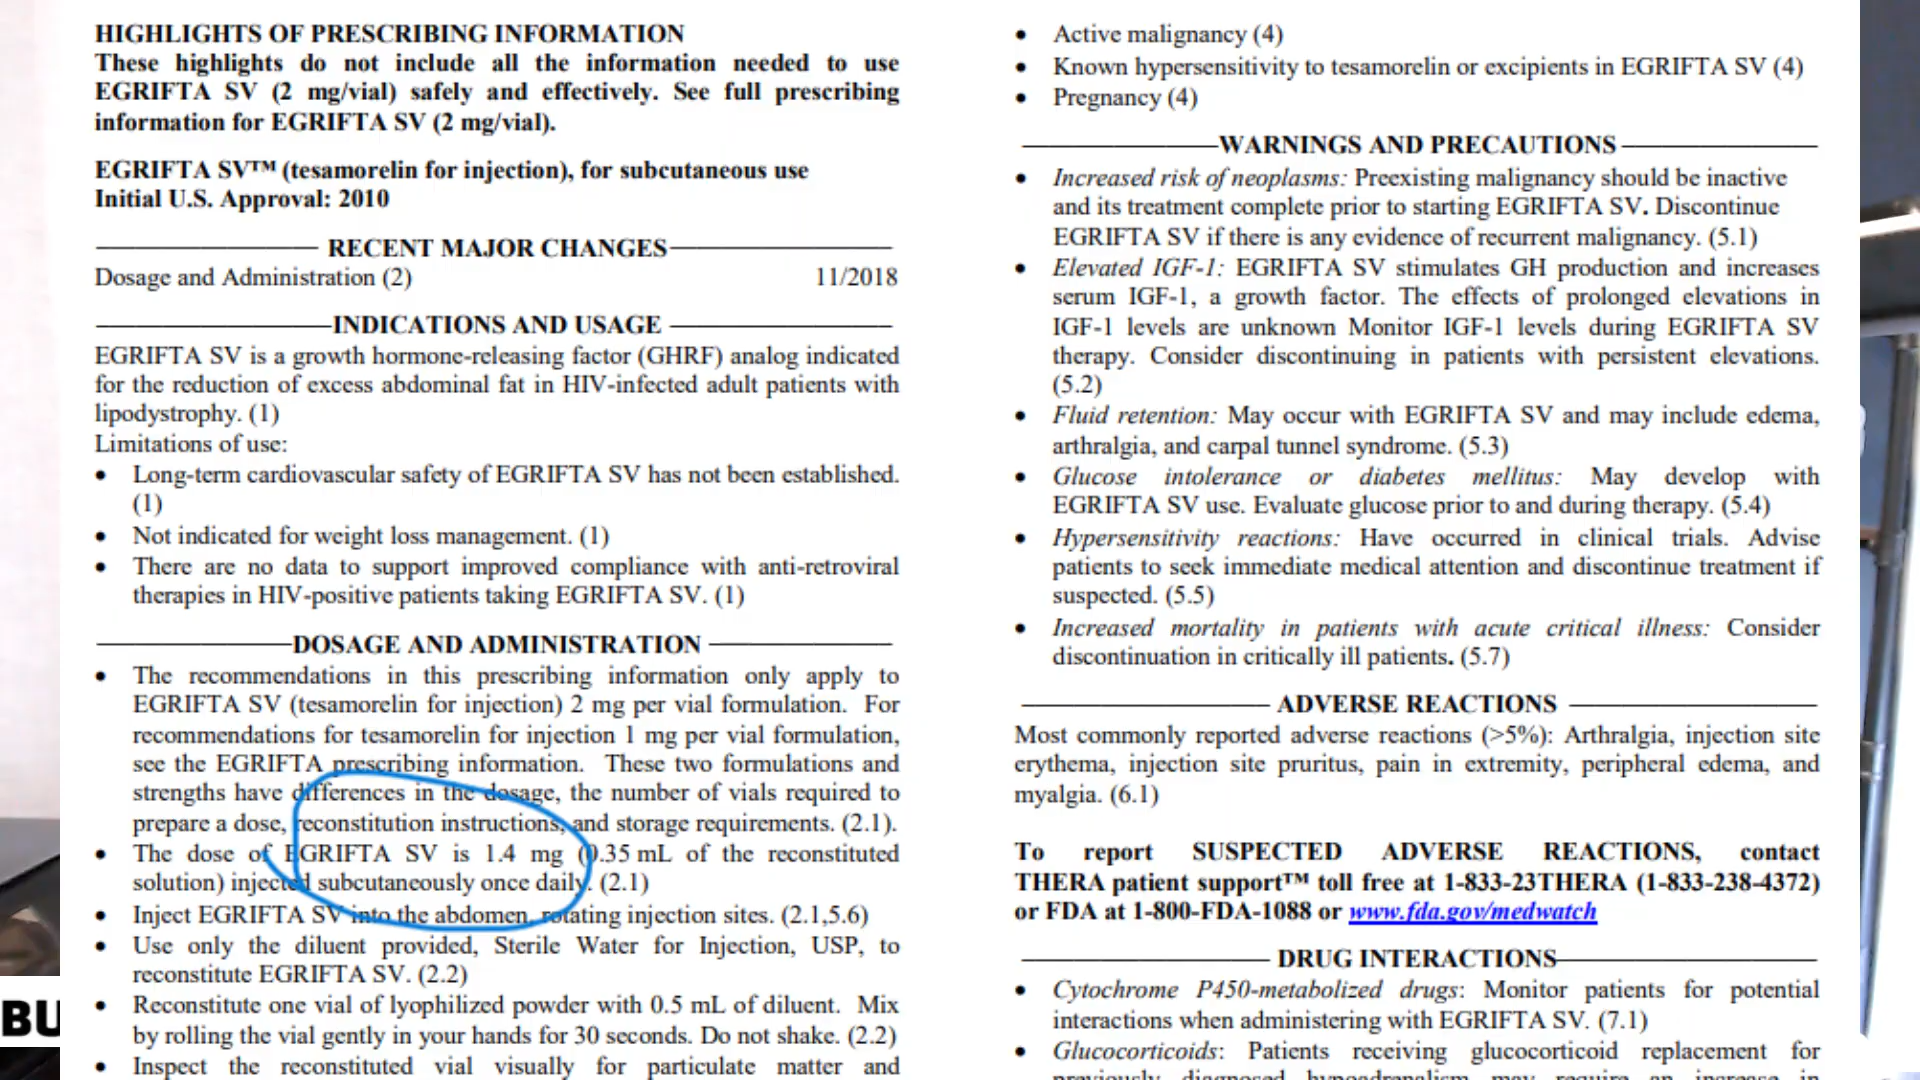 HIGHLIGHTS OF PRESCRIBING INFORMATION
These highlights do not include all the information needed to use
EGRIFTA SV (2 mg/vial) safely and effectively. See full prescribing
information for EGRIFTA SV (2 mg/vial).
EGRIFTA SV™ (tesamorelin for injection), for subcutaneous use
Initial U.S. Approval: 2010
RECENT MAJOR CHANGES
Dosage and Administration (2) 11/2018
INDICATIONS AND USAGE
EGRIFTA SV is a growth hormone-releasing factor (GHRF) analog indicated
for the reduction of excess abdominal fat in HIV-infected adult patients with
lipodystrophy. (1)
Limitations of use:
• Long-term cardiovascular safety of EGRIFTA SV has not been established.
(1)
• Not indicated for weight loss management. (1)
• There are no data to support improved compliance with anti-retroviral
therapies in HIV-positive patients taking EGRIFTA SV. (1)
DOSAGE AND ADMINISTRATION
• The recommendations in this prescribing information only apply to
EGRIFTA SV (tesamorelin for injection) 2 mg per vial formulation. For
recommendations for tesamorelin for injection 1 mg per vial formulation,
see the EGRIFTA prescribing information. These two formulations and
strengths have differences in the dosage, the number of vials required to
prepare a dose, reconstitution instructions, and storage requirements. (2.1).
• The dose of EGRIFTA SV is 1.4 mg (0.35 mL of the reconstituted
solution) injected subcutaneously once daily. (2.1)
• Inject EGRIFTA SV into the abdomen, rotating injection sites. (2.1,5.6)
• Use only the diluent provided, Sterile Water for Injection, USP, to
reconstitute EGRIFTA SV. (2.2)
• Reconstitute one vial of lyophilized powder with 0.5 mL of diluent. Mix
by rolling the vial gently in your hands for 30 seconds. Do not shake. (2.2)
• Inspect the reconstituted vial visually for particulate matter and
• Active malignancy (4)
• Known hypersensitivity to tesamorelin or excipients in EGRIFTA SV (4)
• Pregnancy (4)
WARNINGS AND PRECAUTIONS
• Increased risk of neoplasms: Preexisting malignancy should be inactive
and its treatment complete prior to starting EGRIFTA SV. Discontinue
EGRIFTA SV if there is any evidence of recurrent malignancy. (5.1)
• Elevated IGF-1: EGRIFTA SV stimulates GH production and increases
serum IGF-1, a growth factor. The effects of prolonged elevations in
IGF-1 levels are unknown Monitor IGF-1 levels during EGRIFTA SV
therapy. Consider discontinuing in patients with persistent elevations.
(5.2)
• Fluid retention: May occur with EGRIFTA SV and may include edema,
arthralgia, and carpal tunnel syndrome. (5.3)
• Glucose intolerance or diabetes mellitus: May develop with
EGRIFTA SV use. Evaluate glucose prior to and during therapy. (5.4)
• Hypersensitivity reactions: Have occurred in clinical trials. Advise
patients to seek immediate medical attention and discontinue treatment if
suspected. (5.5)
• Increased mortality in patients with acute critical illness: Consider
discontinuation in critically ill patients. (5.7)
ADVERSE REACTIONS
Most commonly reported adverse reactions (>5%): Arthralgia, injection site
erythema, injection site pruritus, pain in extremity, peripheral edema, and
myalgia. (6.1)
To report SUSPECTED ADVERSE REACTIONS, contact
THERA patient support™ toll free at 1-833-23THERA (1-833-238-4372)
or FDA at 1-800-FDA-1088 or www.fda.gov/medwatch
DRUG INTERACTIONS
• Cytochrome P450-metabolized drugs: Monitor patients for potential
interactions when administering with EGRIFTA SV. (7.1)
• Glucocorticoids: Patients receiving glucocorticoid replacement for
previously diagnosed hypoadrenalism may require an increase in
BU